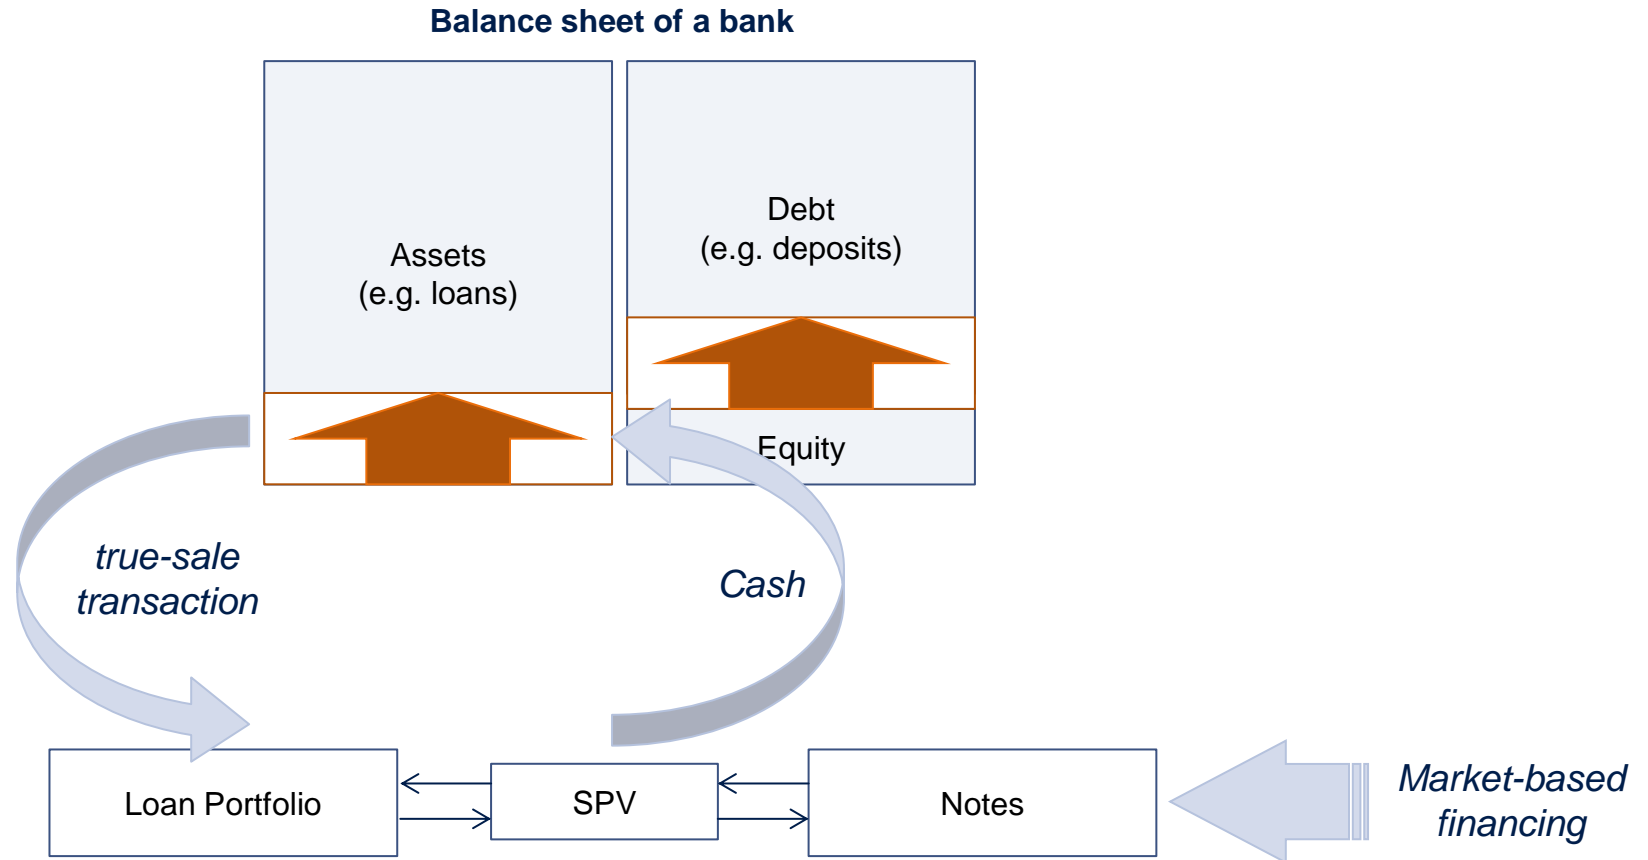 Balance sheet of a bank
Assets
(e.g. loans)
Debt
(e.g. deposits)
Equity
true-sale
transaction
Cash
Loan Portfolio
SPV
Notes
Market-based
financing